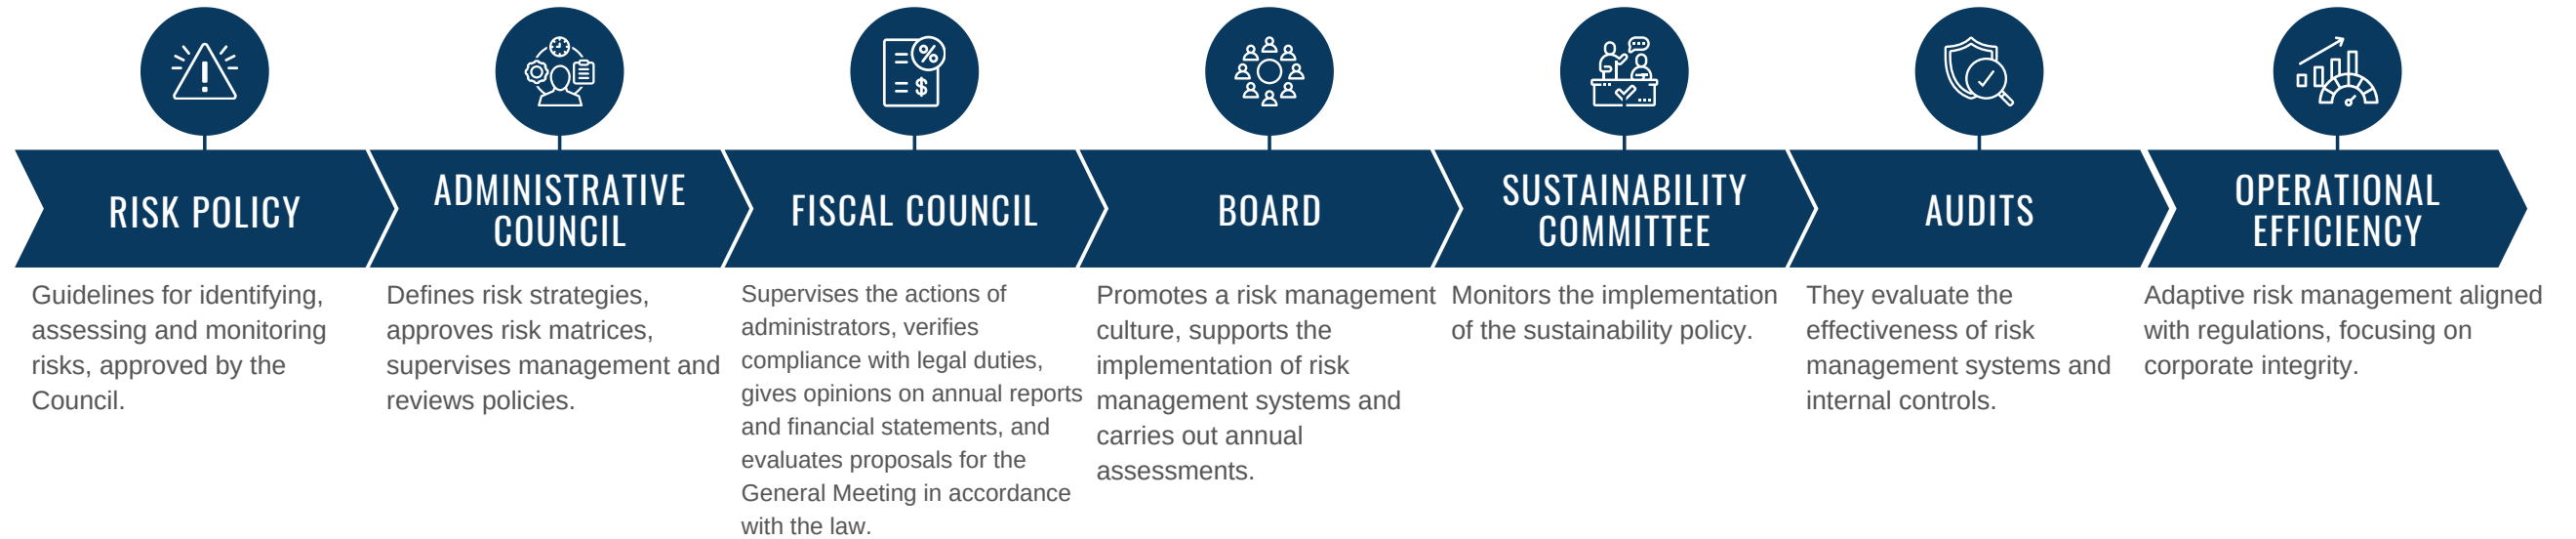 RISK POLICY
Guidelines for identifying,
assessing and monitoring
risks, approved by the
Council.
ADMINISTRATIVE
COUNCIL
Defines risk strategies,
approves risk matrices,
supervises management and
reviews policies.
FISCAL COUNCIL
Supervises the actions of
administrators, verifies
compliance with legal duties,
gives opinions on annual reports
and financial statements, and
evaluates proposals for the
General Meeting in accordance
with the law.
BOARD
Promotes a risk management
culture, supports the
implementation of risk
management systems and
carries out annual
assessments.
SUSTAINABILITY
COMMITTEE
Monitors the implementation
of the sustainability policy.
AUDITS
They evaluate the
effectiveness of risk
management systems and
internal controls.
OPERATIONAL
EFFICIENCY
Adaptive risk management aligned
with regulations, focusing on
corporate integrity.